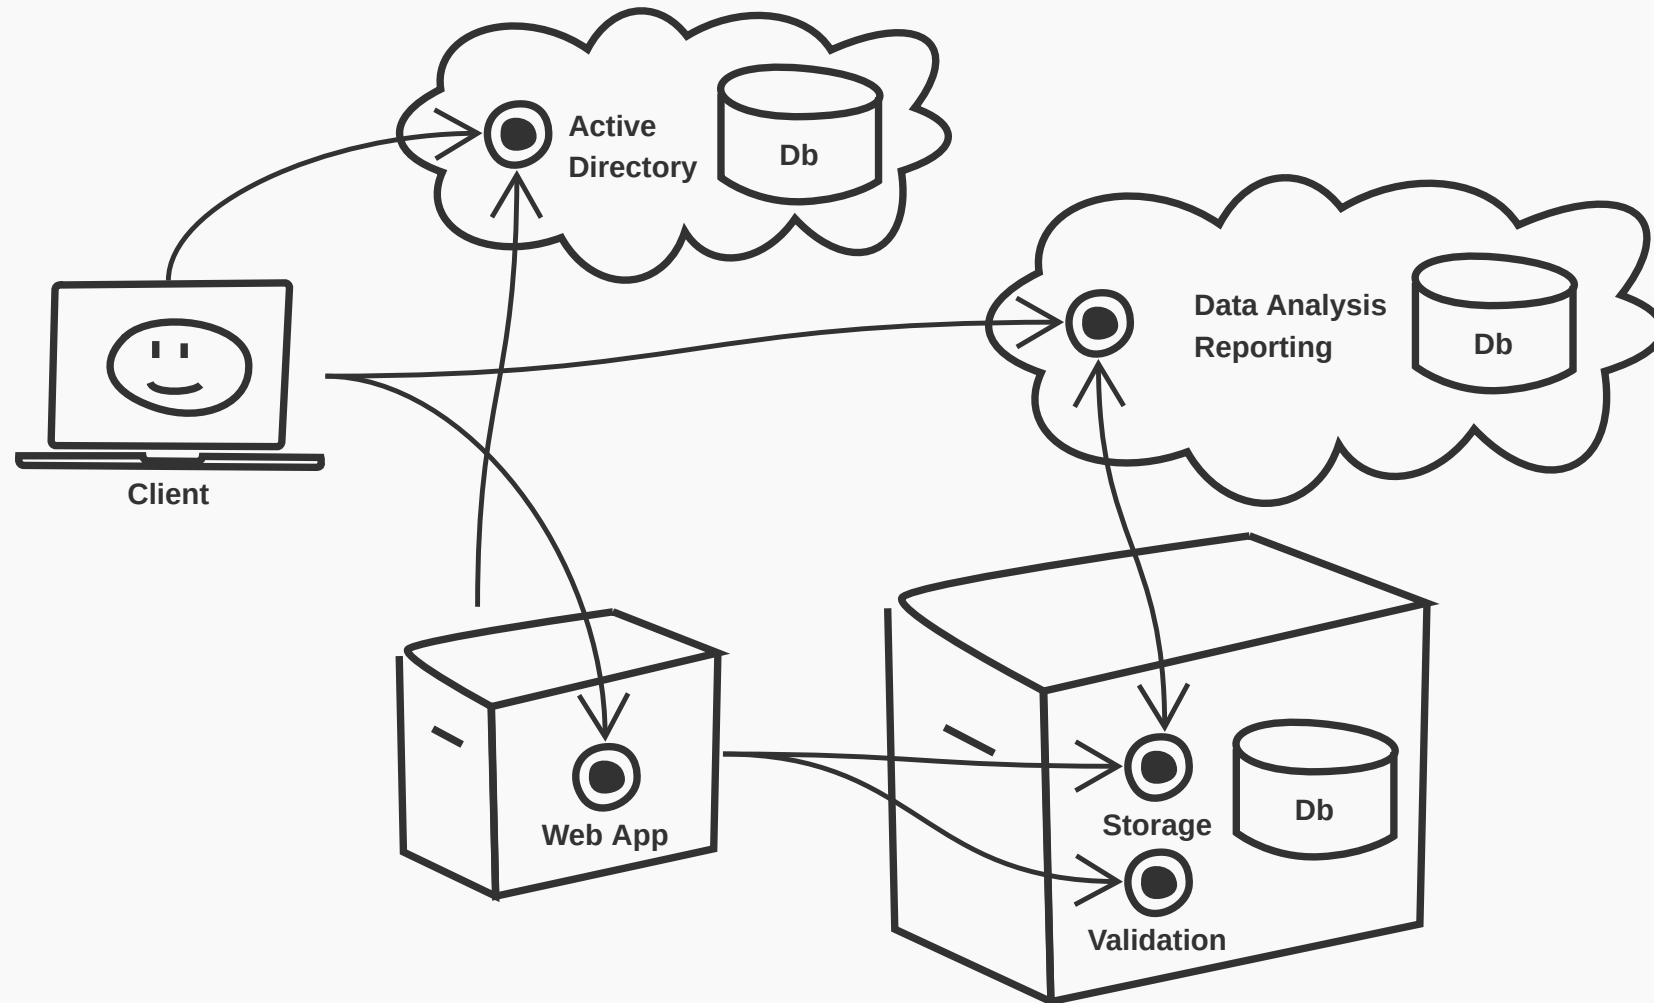 Active
Directory
Db
Data Analysis
Reporting
Db
Client
Web App
Storage
Db
Validation